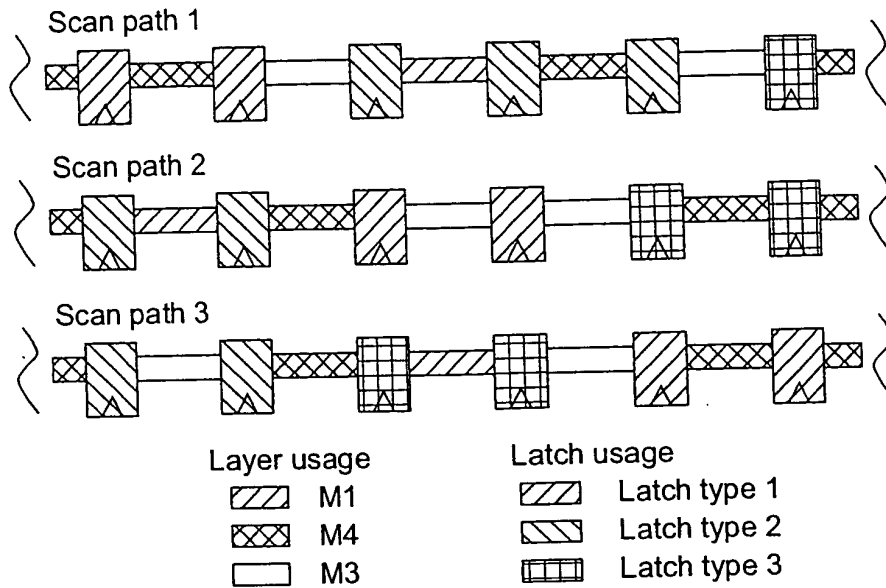 Scan path 1
Scan path 2
Scan path 3
Layer usage
M1
M4
M3
Latch usage
Latch type 1
Latch type 2
Latch type 3